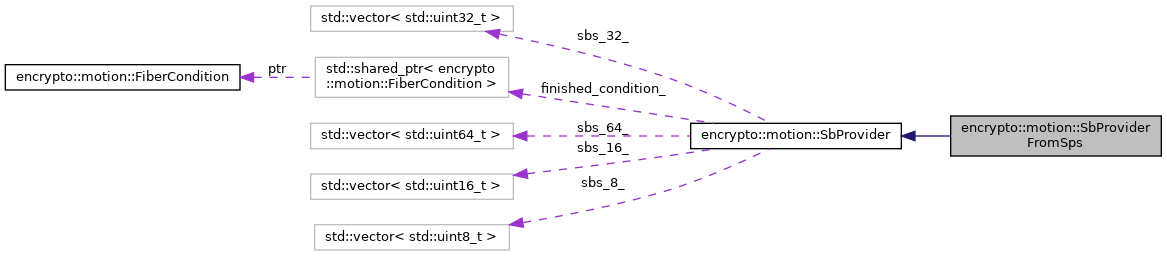 std::vector< std::uint32_t >
sbs_32_
encrypto::motion::FiberCondition
ptr
std::shared_ptr< encrypto
::motion::FiberCondition >
finished_condition_
std::vector< std::uint64_t >
sbs_64_
sbs_16_
encrypto::motion::SbProvider
encrypto::motion::SbProvider
FromSps
std::vector< std::uint16_t >
sbs_8_
std::vector< std::uint8_t >